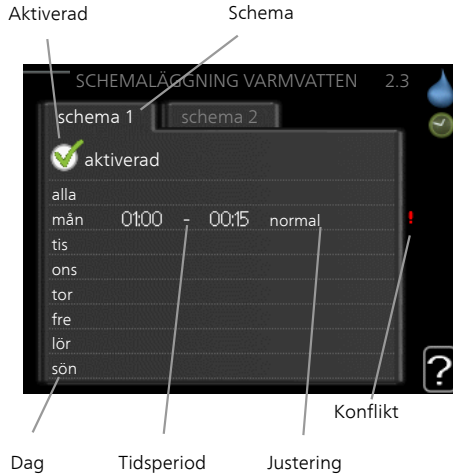 Aktiverad Schema
SCHEMALÄGGNING VARMVATTEN 2.3
schema 1 schema 2
aktiverad
alla
mån 01:00 - 00:15 normal !
tis
ons
tor
fre
lör
sön
?
Konflikt
Dag Tidsperiod Justering